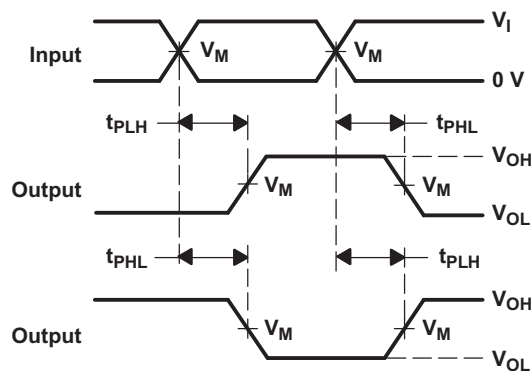 V_I
Input
V_M
V_M
0 V
t_PLH
t_PHL
V_OH
Output
V_M
V_M
V_OL
t_PHL
t_PLH
V_OH
Output
V_M
V_M
V_OL